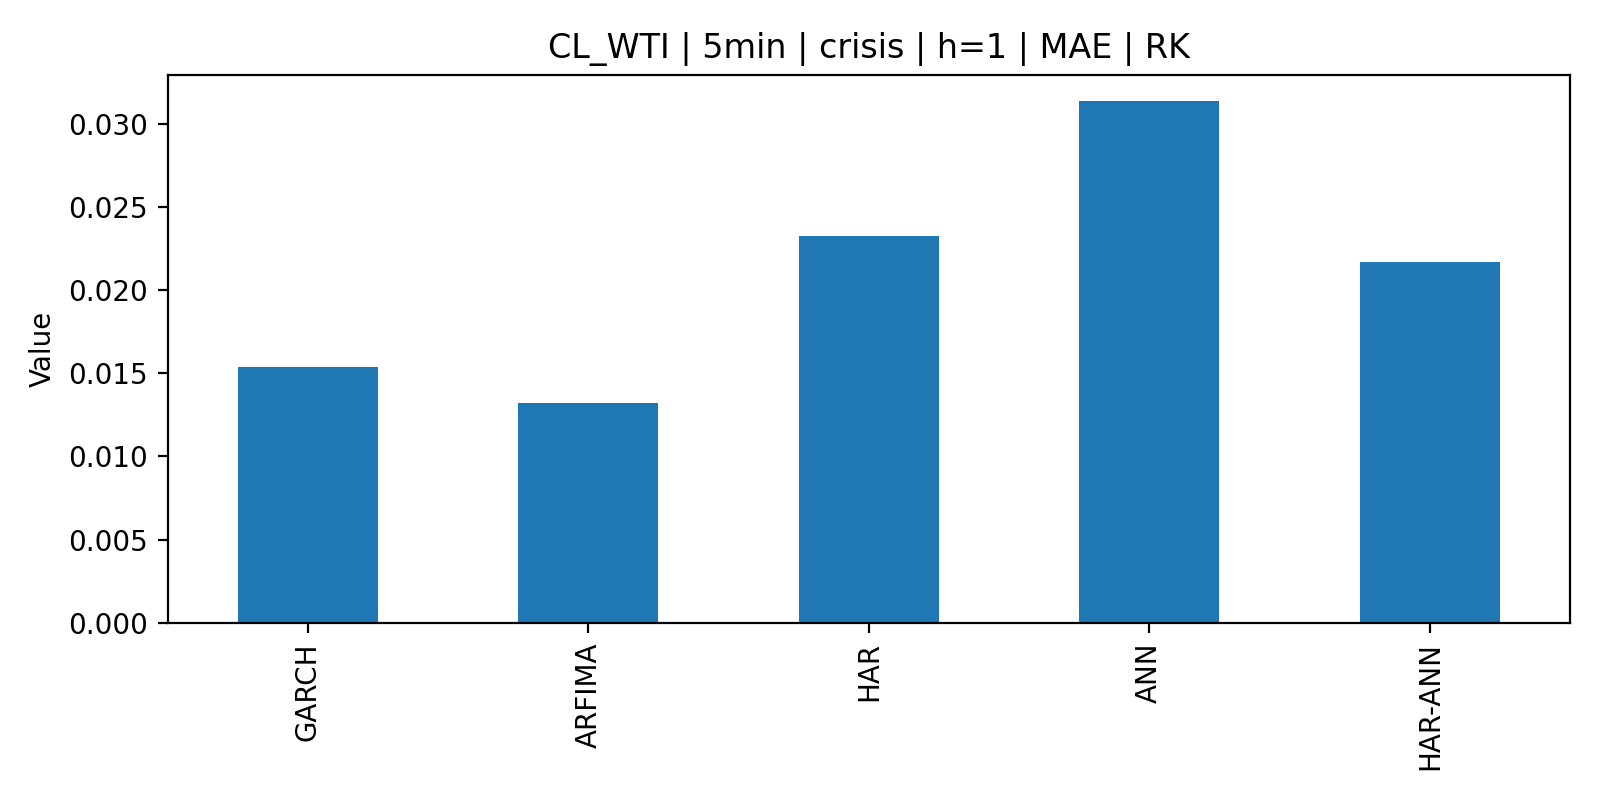 CL_WTI | 5min | crisis | h=1 | MAE | RK
Value
0.030
0.025
0.020
0.015
0.010
0.005
0.000
GARCH
ARFIMA
HAR
ANN
HAR-ANN